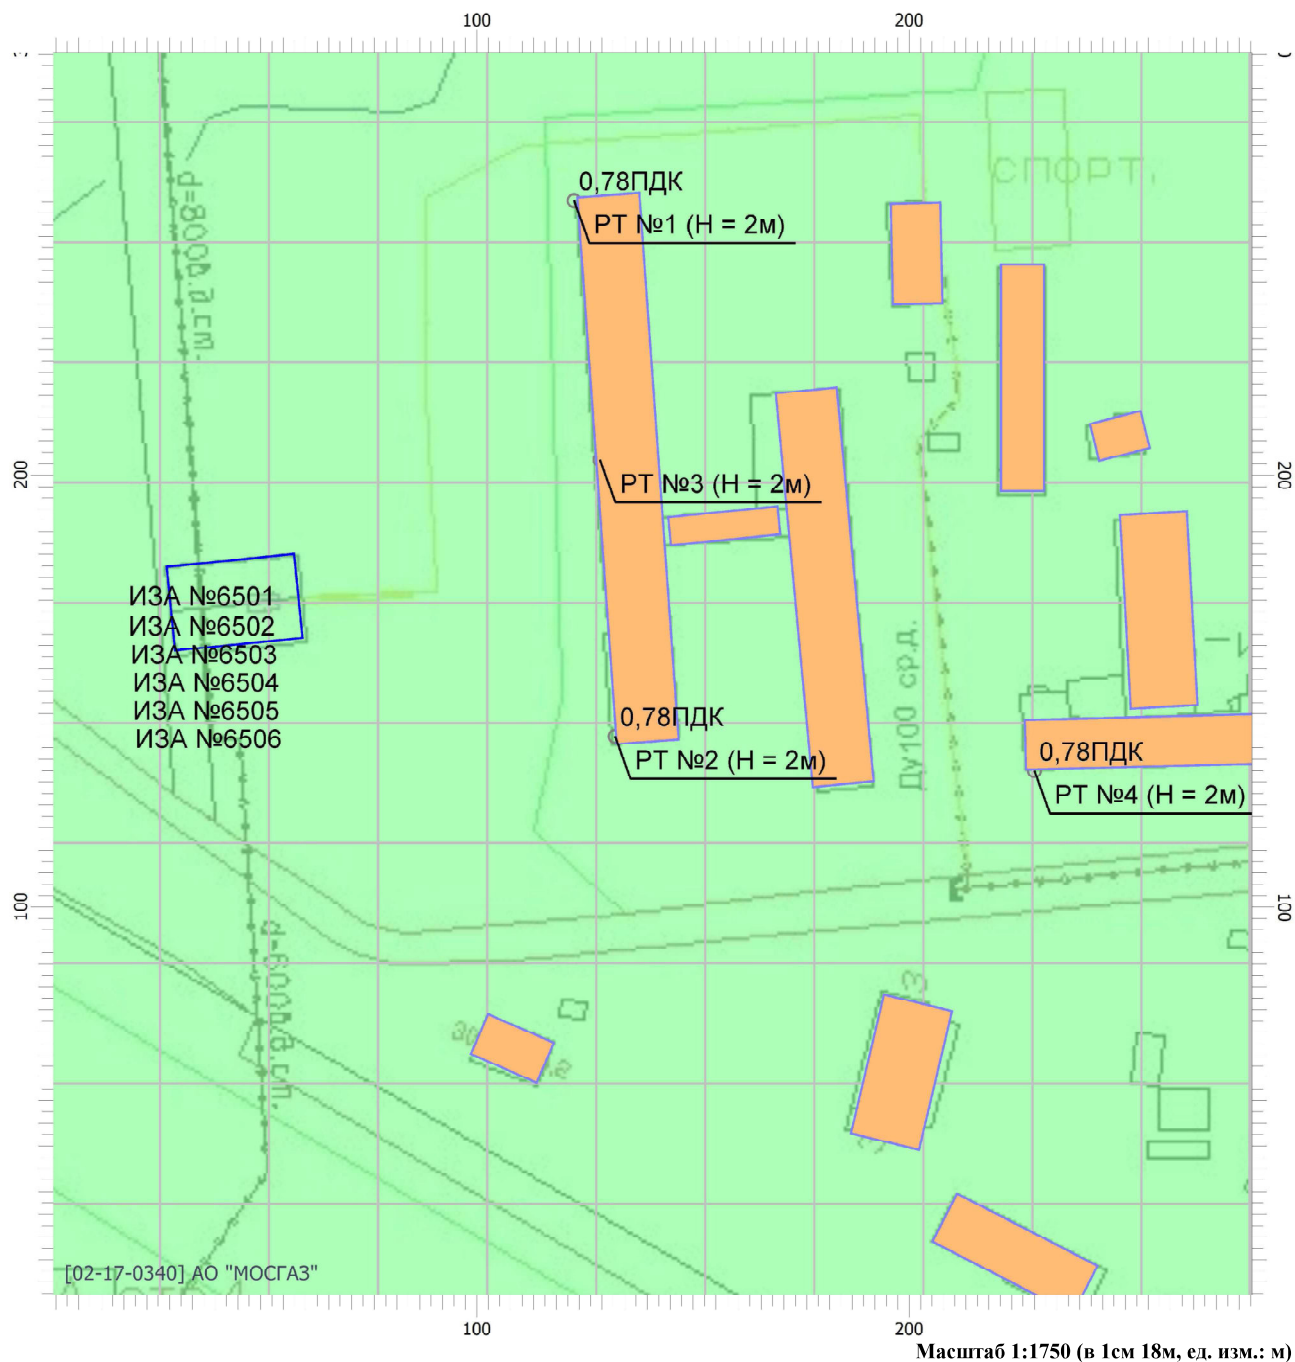 100
200
СПОРТ.
0,78ПДК
РТ №1 (Н = 2м)
d=800в.д.ст.
200
200
РТ №3 (Н = 2м)
ИЗА №6501
ИЗА №6502
ИЗА №6503
ИЗА №6504
ИЗА №6505
ИЗА №6506
0,78ПДК
РТ №2 (Н = 2м)
Ду100 ср.д.
0,78ПДК
РТ №4 (Н = 2м)
100
100
[02-17-0340] АО "МОСГАЗ"
100
200
Масштаб 1:1750 (в 1см 18м, ед. изм.: м)